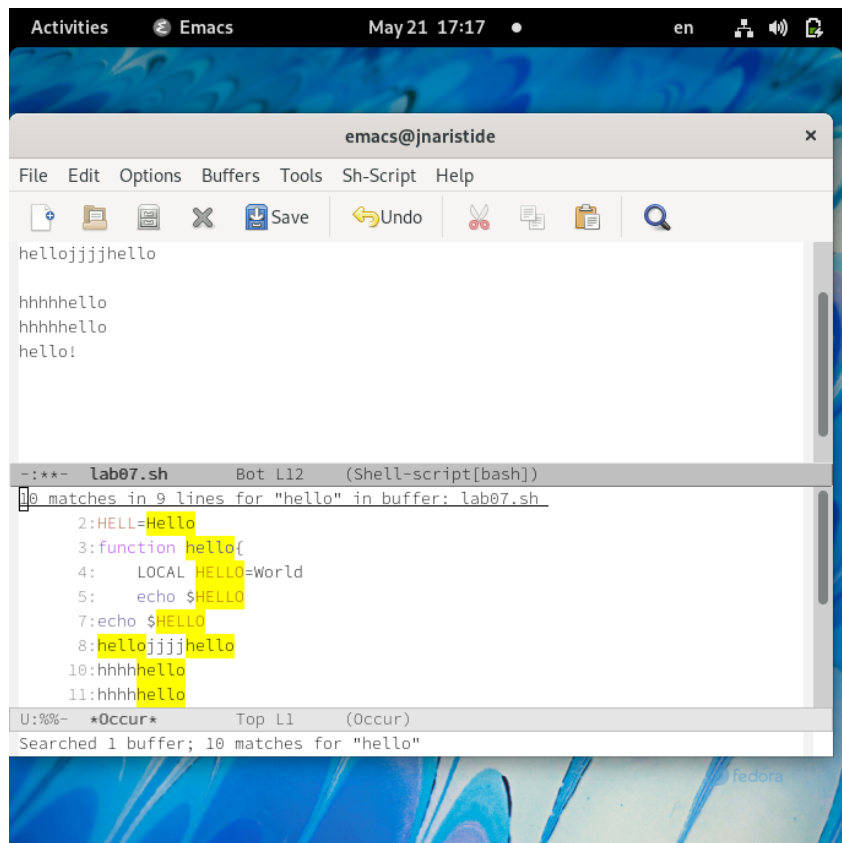 Activities Emacs May 21 17:17 en
emacs@jnaristide ×
File Edit Options Buffers Tools Sh-Script Help
Save Undo
hellojjjjhello
hhhhhello
hhhhhello
hello!
-:**- lab07.sh Bot L12 (Shell-script[bash])
10 matches in 9 lines for "hello" in buffer: lab07.sh
2:HELL=Hello
3:function hello{
4: LOCAL HELLO=World
5: echo $HELLO
7:echo $HELLO
8:hellojjjjhello
10:hhhhhello
11:hhhhhello
U:%%- *Occur* Top L1 (Occur)
Searched 1 buffer; 10 matches for "hello"
fedora